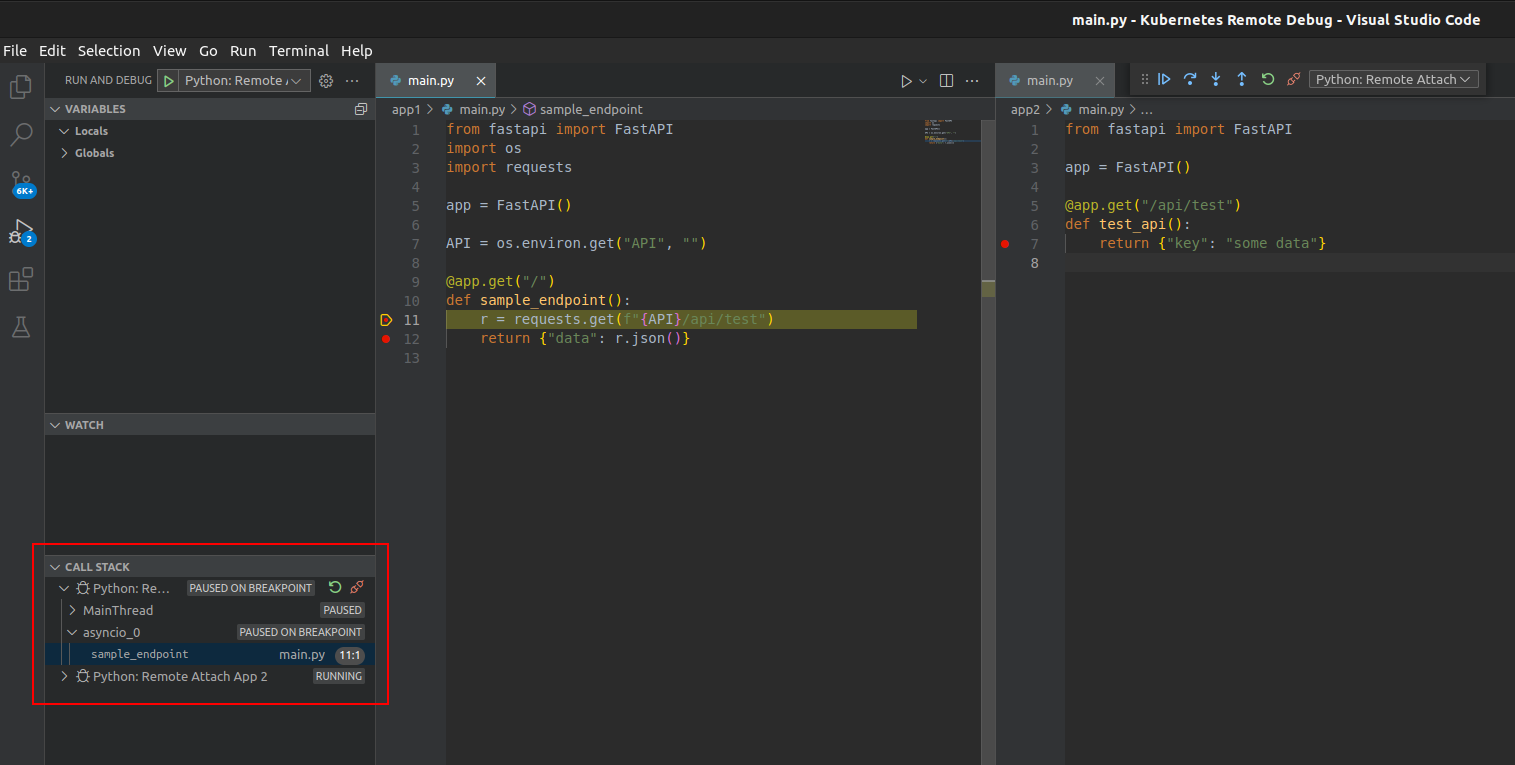 main.py - Kubernetes Remote Debug - Visual Studio Code
File Edit Selection View Go Run Terminal Help
RUN AND DEBUG Python: Remote
VARIABLES
Locals
Globals
6K+
2
WATCH
CALL STACK
Python: Re... PAUSED ON BREAKPOINT
MainThread PAUSED
asyncio_0 PAUSED ON BREAKPOINT
sample_endpoint main.py 11:1
Python: Remote Attach App 2 RUNNING
main.py
app1 > main.py > sample_endpoint
1 from fastapi import FastAPI
2 import os
3 import requests
4
5 app = FastAPI()
6
7 API = os.environ.get("API", "")
8
9 @app.get("/")
10 def sample_endpoint():
11 r = requests.get(f"{API}/api/test")
12 return {"data": r.json()}
13
main.py
Python: Remote Attach
app2 > main.py > ...
1 from fastapi import FastAPI
2
3 app = FastAPI()
4
5 @app.get("/api/test")
6 def test_api():
7 return {"key": "some data"}
8